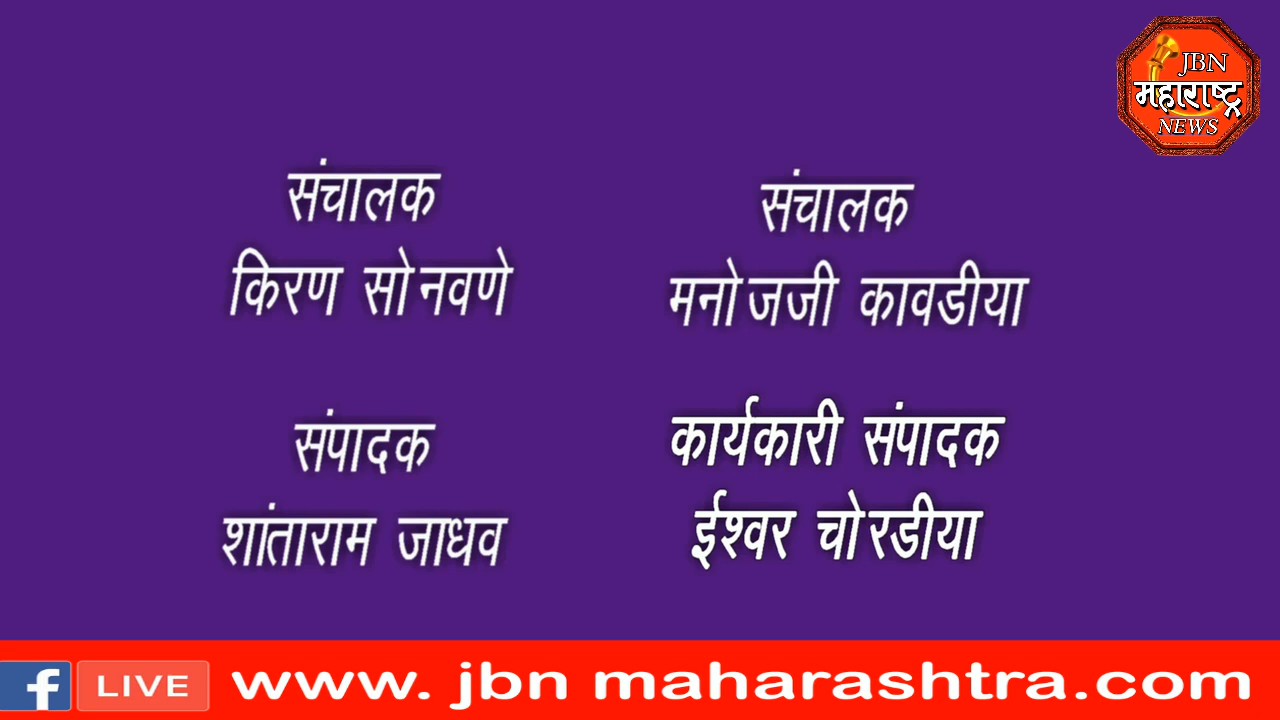 JBN
महाराष्ट्र
NEWS
संचालक
किरण सोनवणे
संचालक
मनोजजी कावडीया
संपादक
शांताराम जाधव
कार्यकारी संपादक
ईश्वर चोरडीया
f LIVE www. jbn maharashtra.com